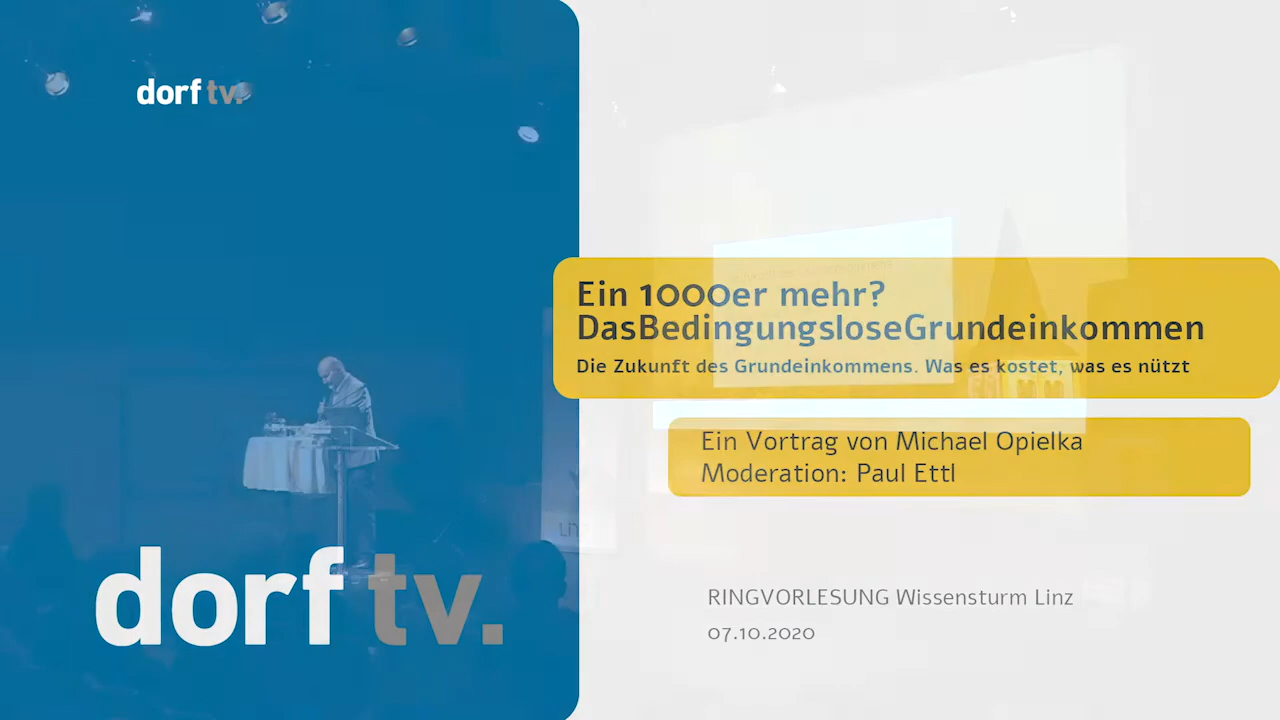 dorf tv.
Ein 1000er mehr?
DasBedingungsloseGrundeinkommen
Die Zukunft des Grundeinkommens. Was es kostet, was es nützt
Ein Vortrag von Michael Opielka
Moderation: Paul Ettl
dorf tv.
RINGVORLESUNG Wissensturm Linz
07.10.2020